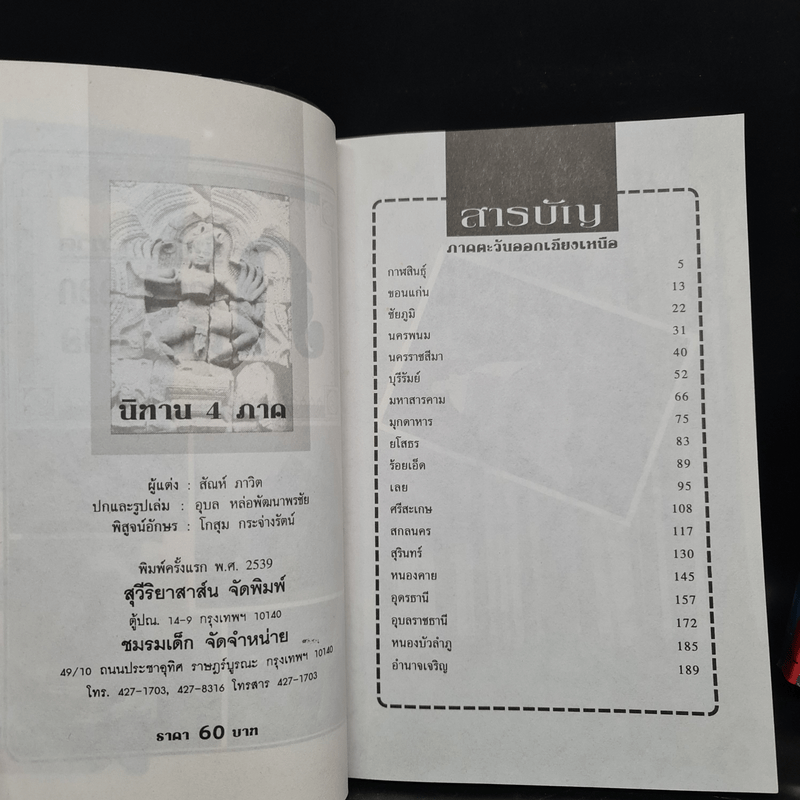 นิทาน 4 ภาค
ผู้แต่ง : สัณห์ ภาวิต
ปกและรูปเล่ม : อุบล หล่อพัฒนาพรชัย
พิสูจน์อักษร : โกสุม กระจ่างรัตน์
พิมพ์ครั้งแรก พ.ศ. 2539
สุวีริยาสาส์น จัดพิมพ์
ตู้ปณ. 14-9 กรุงเทพฯ 10140
ชมรมเด็ก จัดจำหน่าย
49/10 ถนนประชาอุทิศ ราษฎร์บูรณะ กรุงเทพฯ 10140
โทร. 427-1703, 427-8316 โทรสาร 427-1703
ราคา 60 บาท
สารบัญ
ภาคตะวันออกเฉียงเหนือ
กาฬสินธุ์ 5
ขอนแก่น 13
ชัยภูมิ 22
นครพนม 31
นครราชสีมา 40
บุรีรัมย์ 52
มหาสารคาม 66
มุกดาหาร 75
ยโสธร 83
ร้อยเอ็ด 89
เลย 95
ศรีสะเกษ 108
สกลนคร 117
สุรินทร์ 130
หนองคาย 145
อุดรธานี 157
อุบลราชธานี 172
หนองบัวลำภู 185
อำนาจเจริญ 189